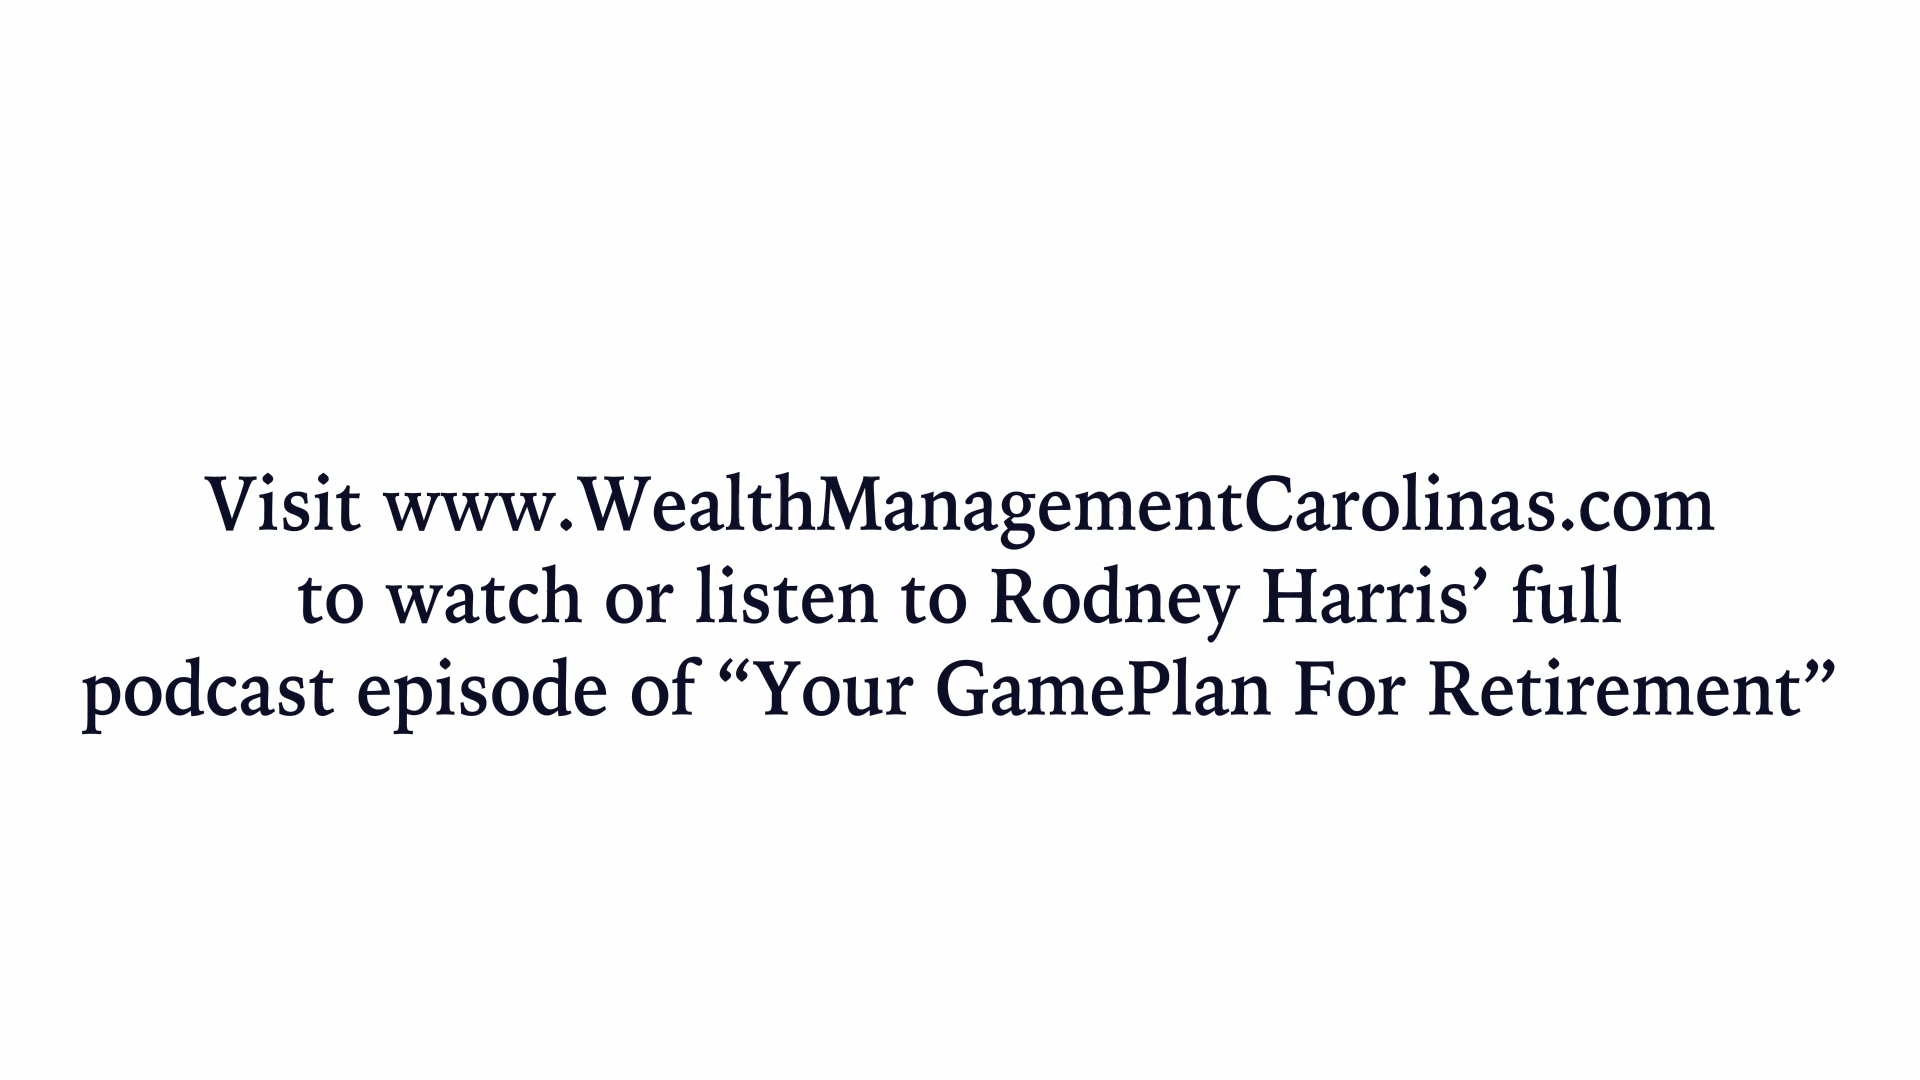 Visit www.WealthManagementCarolinas.com
to watch or listen to Rodney Harris’ full
podcast episode of “Your GamePlan For Retirement”